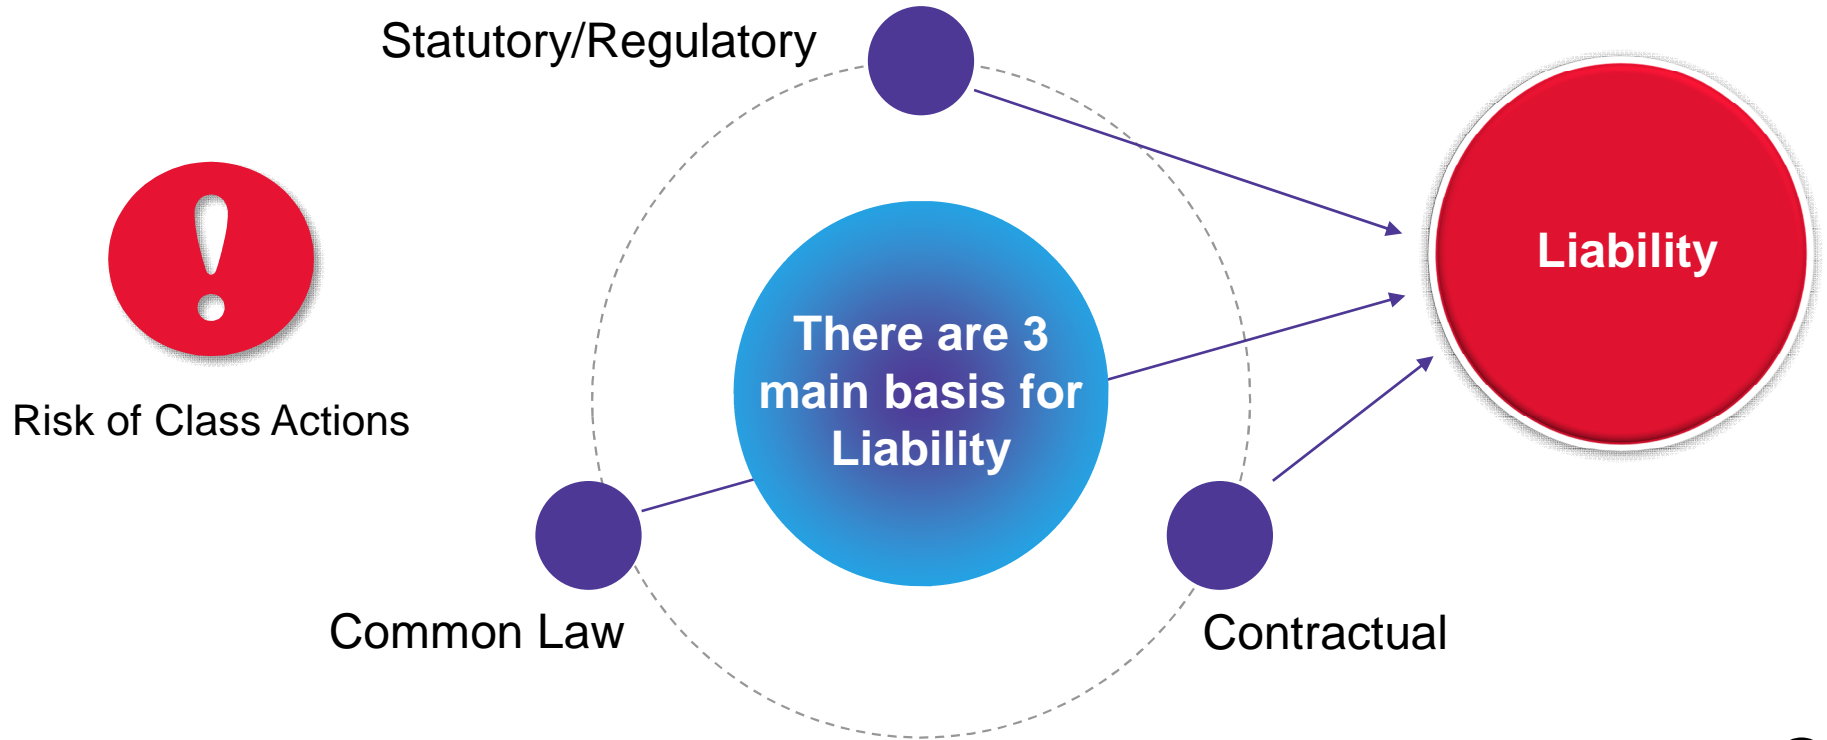 Statutory/Regulatory
Liability
There are 3
main basis for
Liability
Risk of Class Actions
Common Law
Contractual